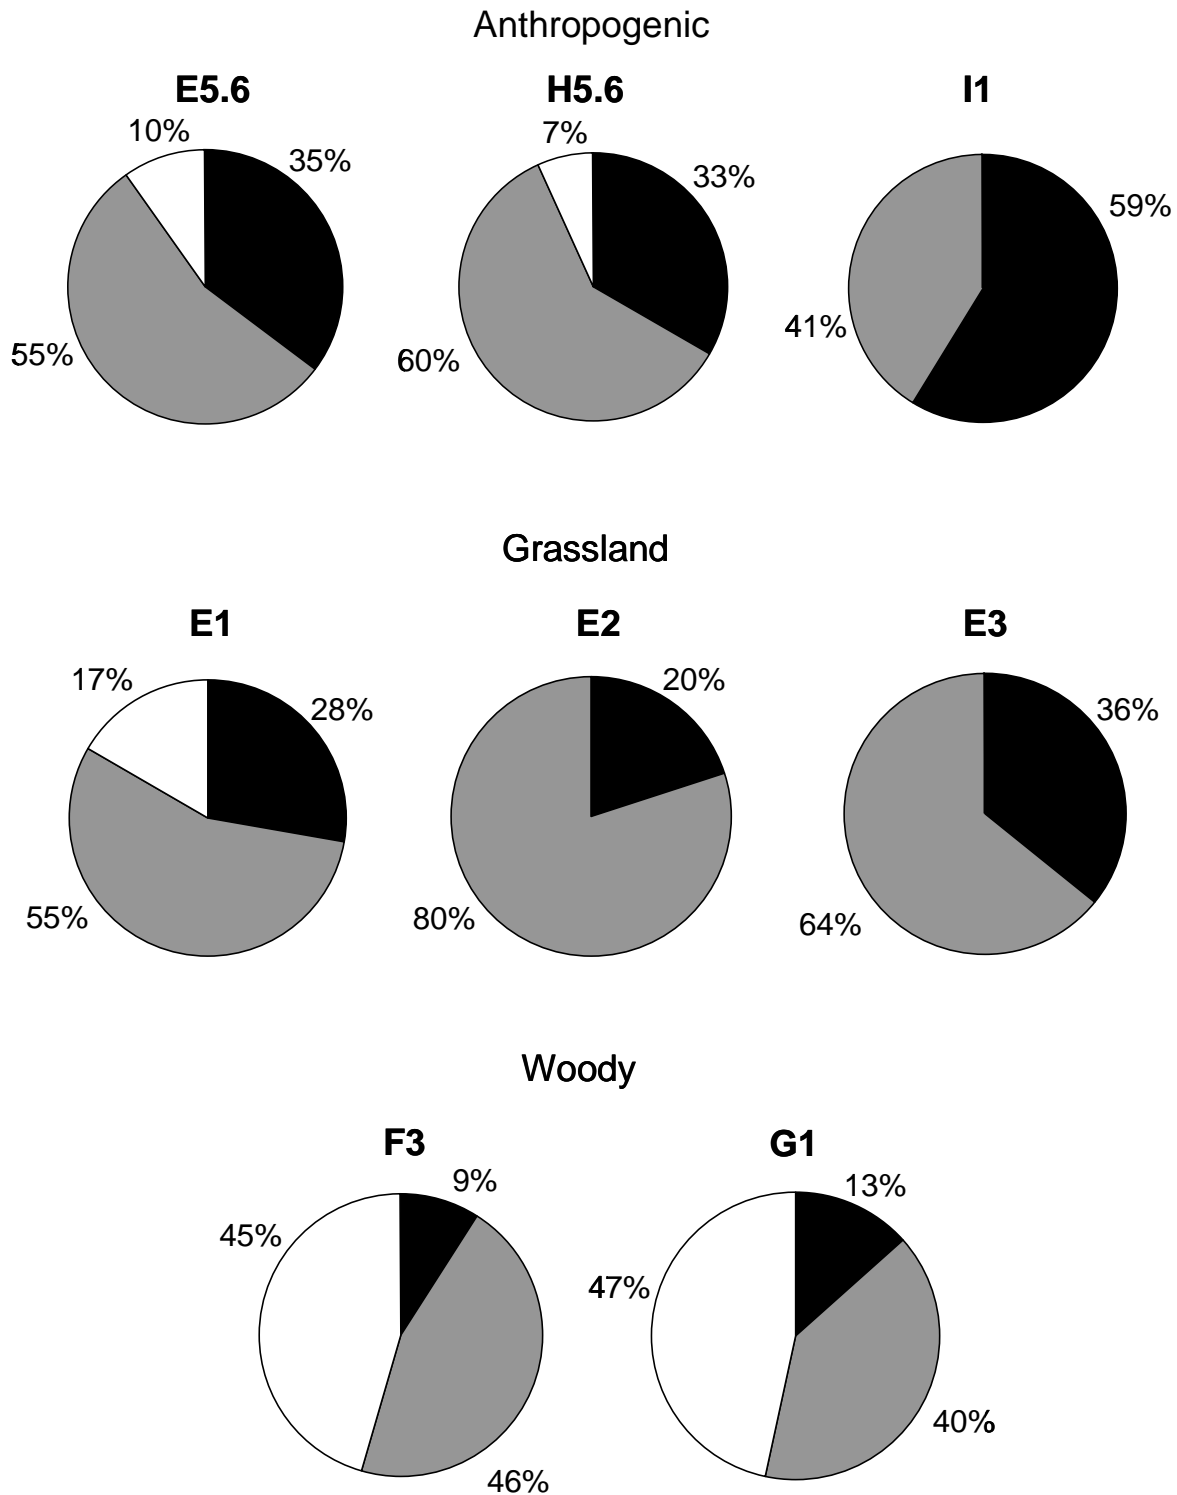 Anthropogenic
E5.6 H5.6 I1
10% 35% 7% 33% 59%
55% 60% 41%
Grassland
E1 E2 E3
17% 28% 20% 36%
55% 80% 64%
Woody
F3 G1
9% 13%
45% 47%
46% 40%